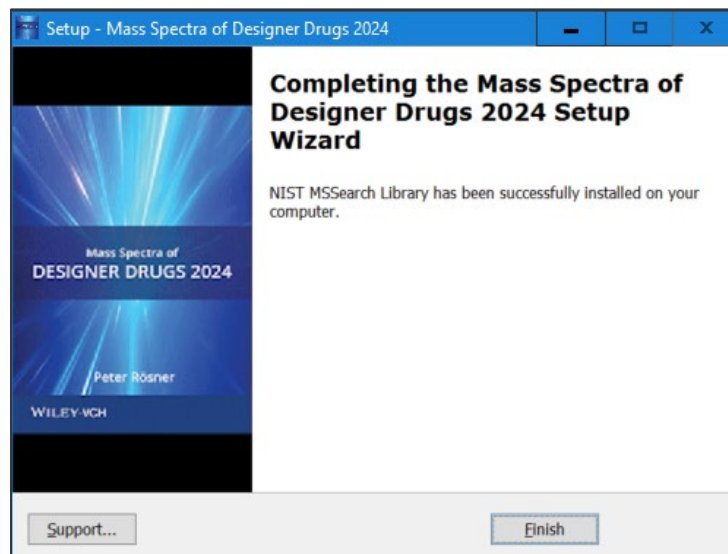 Setup - Mass Spectra of Designer Drugs 2024
Completing the Mass Spectra of
Designer Drugs 2024 Setup
Wizard
NIST MSSearch Library has been successfully installed on your
computer.
Mass Spectra of
DESIGNER DRUGS 2024
Peter Rösner
WILEY-VCH
Support...
Finish